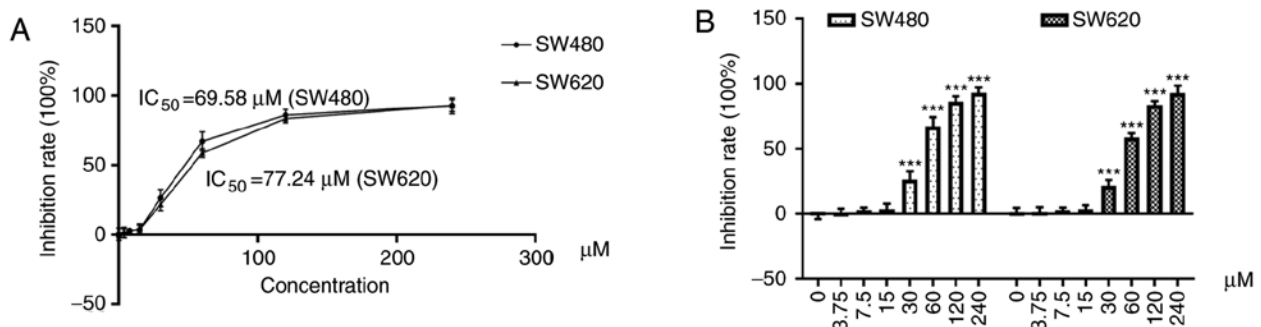 A
150
100
50
0
−50
Inhibition rate (100%)
SW480
SW620
IC50=69.58 μM (SW480)
IC50=77.24 μM (SW620)
100
200
300
μM
Concentration
B
SW480
SW620
150
100
50
0
−50
Inhibition rate (100%)
***
***
***
***
***
***
***
***
0
3.75
7.5
15
30
60
120
240
0
3.75
7.5
15
30
60
120
240
μM